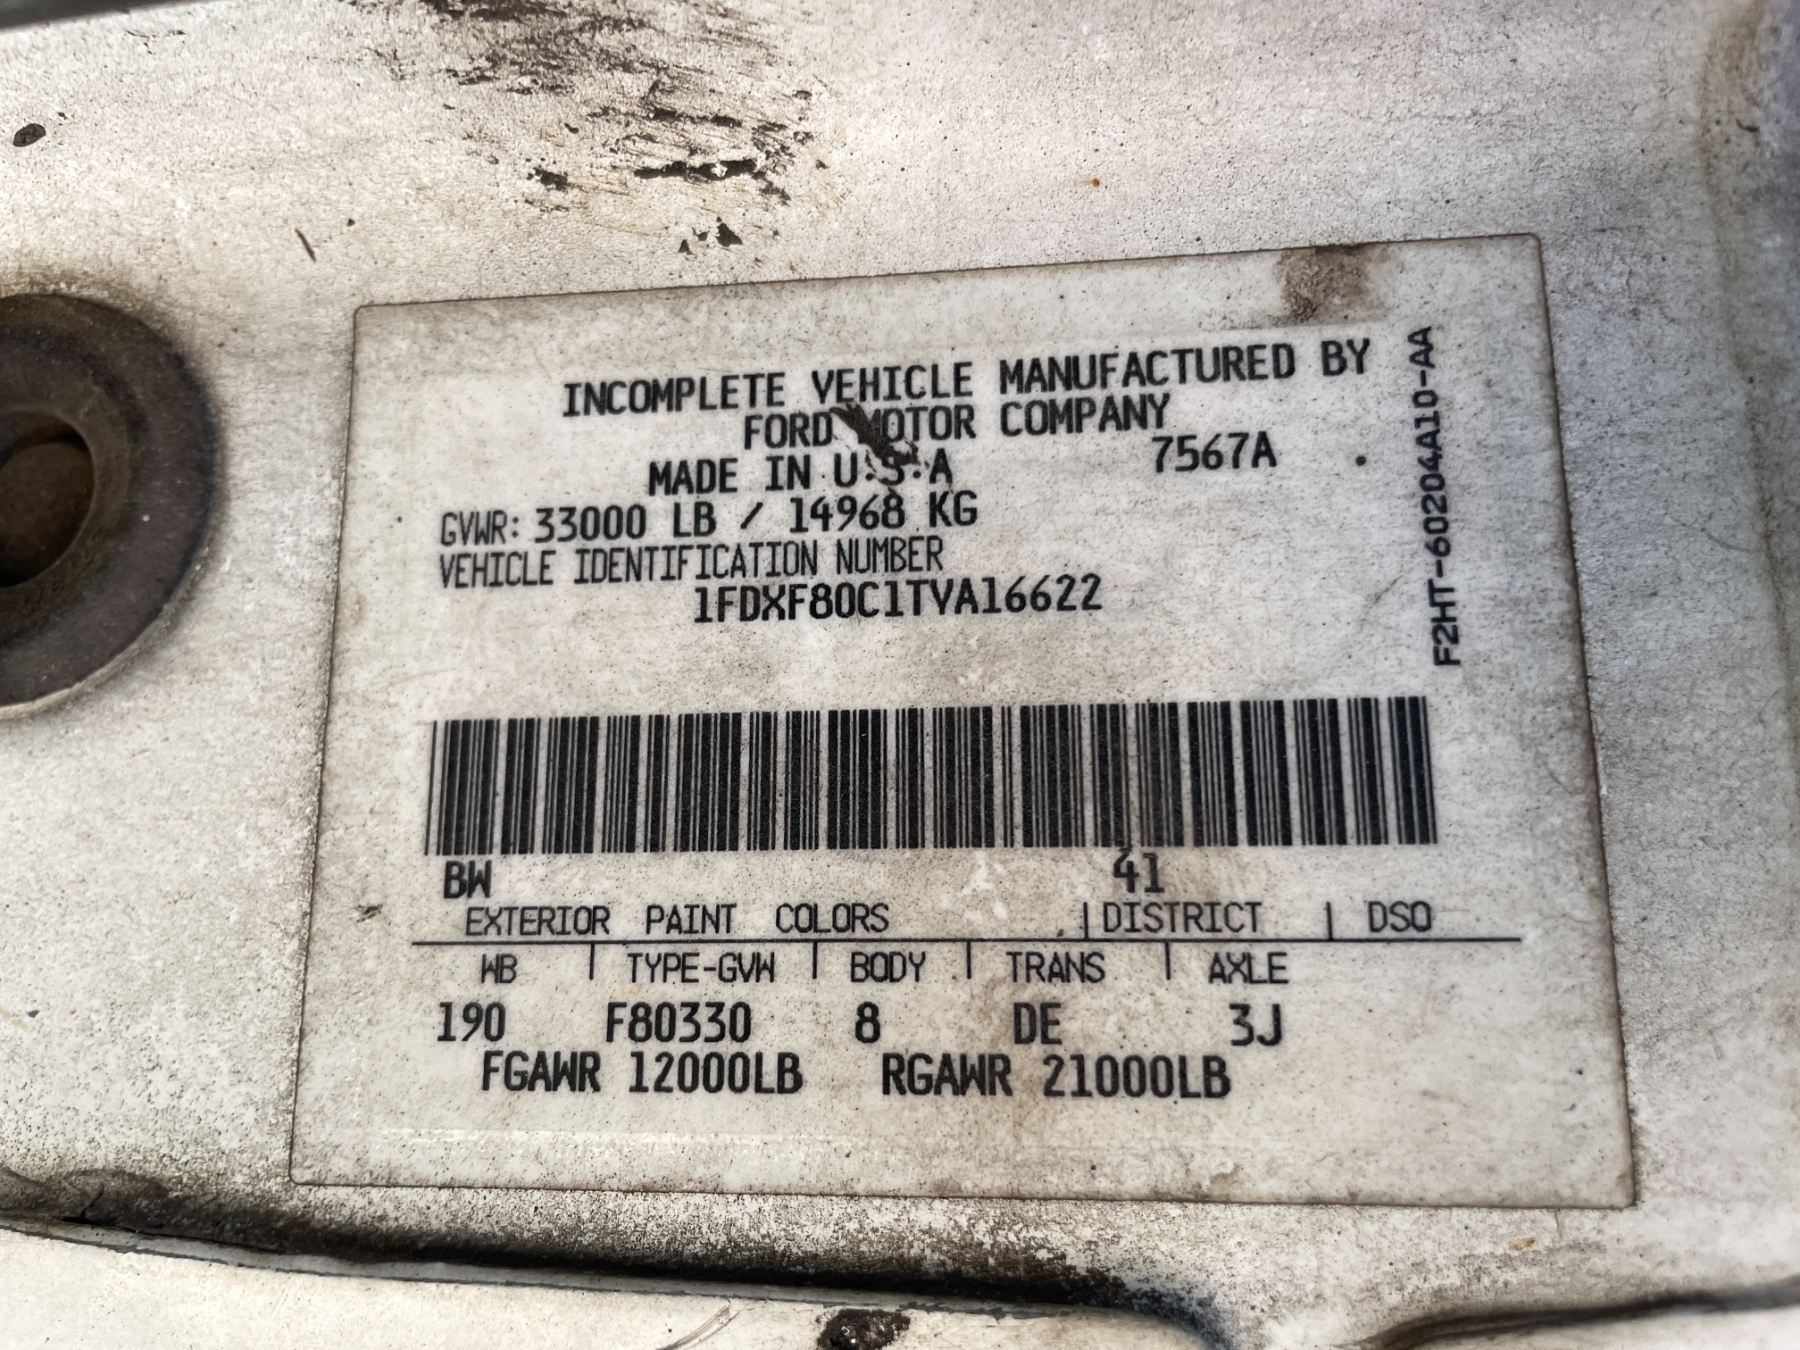 INCOMPLETE VEHICLE MANUFACTURED BY
FORD MOTOR COMPANY
MADE IN U.S.A 7567A
GVWR: 33000 LB / 14968 KG
VEHICLE IDENTIFICATION NUMBER
1FDXF80C1TVA16622
F2HT-60204A10-AA
BW 41
EXTERIOR PAINT COLORS | DISTRICT | DSO
WB | TYPE-GVW | BODY | TRANS | AXLE
190 F80330 8 DE 3J
FGAWR 12000LB RGAWR 21000LB